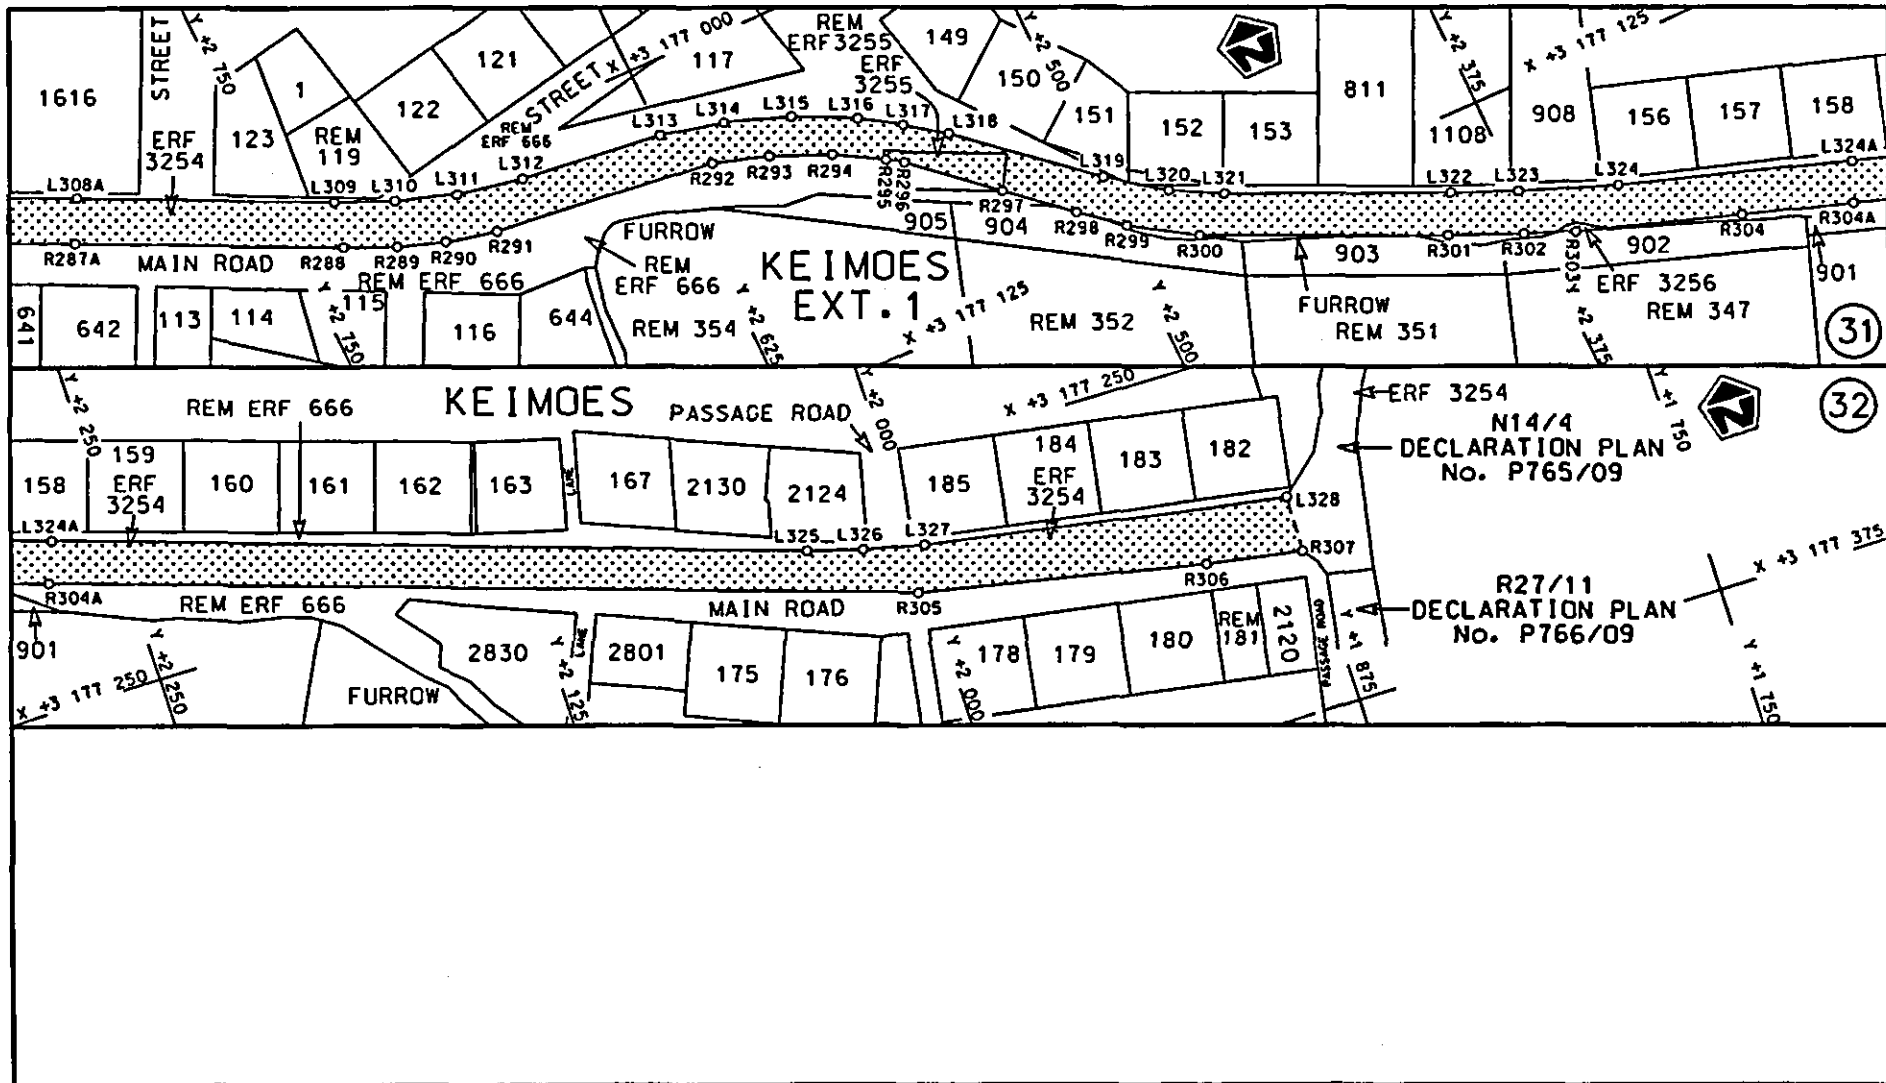 STREET
Y +2 750
1616
ERF
3254
123
1
REM
119
122
121
STREET
REM
ERF 666
X +3 177 000
117
REM
ERF3255
ERF
3255
149
150
Y +2 500
151
152
153
811
Y +2 375
1108
X +3 177 125
908
156
157
158
L308A
L309
L310
L311
L312
L313
L314
L315
L316
L317
L318
L319
L320
L321
L322
L323
L324
L324A
R287A
R288
R289
R290
R291
R292
R293
R294
R295
R296
R297
R298
R299
R300
R301
R302
R303
R304
R304A
MAIN ROAD
REM ERF 666
FURROW
REM
ERF 666
905
904
903
902
901
KEIMOES
EXT.1
FURROW
ERF 3256
641
642
113
114
115
Y +2 750
116
644
REM 354
Y +2 625
X +3 177 125
REM 352
Y +2 500
REM 351
Y +2 375
REM 347
31
Y +2 250
REM ERF 666
KEIMOES
PASSAGE ROAD
Y +2 000
X +3 177 250
ERF 3254
N14/4
DECLARATION PLAN
No. P765/09
Y +1 750
32
158
159
ERF
3254
160
161
162
163
LANE
167
2130
2124
185
184
ERF
3254
183
182
L324A
L325
L326
L327
L328
R304A
R305
R306
R307
REM ERF 666
MAIN ROAD
X +3 177 375
R27/11
DECLARATION PLAN
No. P766/09
901
X +3 177 250
Y +2 250
FURROW
2830
Y +2 125
LANE
2801
175
176
Y +2 000
178
179
180
REM
181
2120
PASSAGE ROAD
Y +1 875
Y +1 750